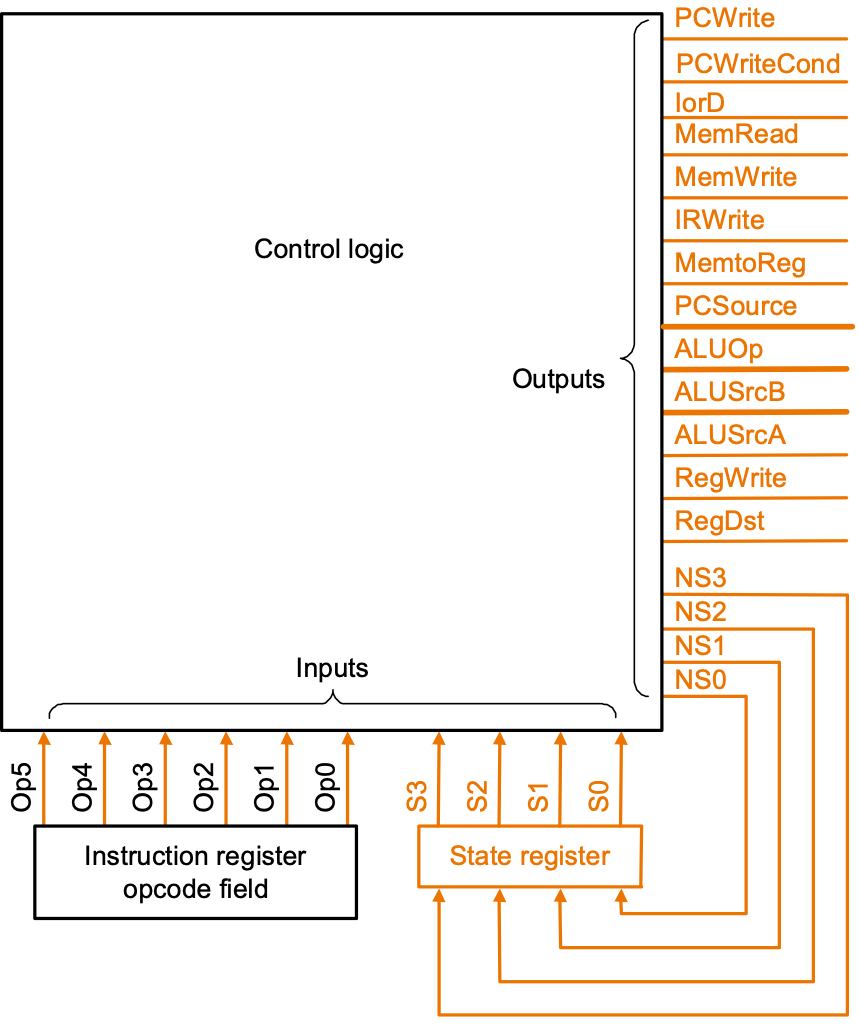 PCWrite
PCWriteCond
IorD
MemRead
MemWrite
IRWrite
MemtoReg
PCSource
ALUOp
ALUSrcB
ALUSrcA
RegWrite
RegDst
NS3
NS2
NS1
NS0
Control logic
Outputs
Inputs
Op5
Op4
Op3
Op2
Op1
Op0
S3
S2
S1
S0
Instruction register
opcode field
State register